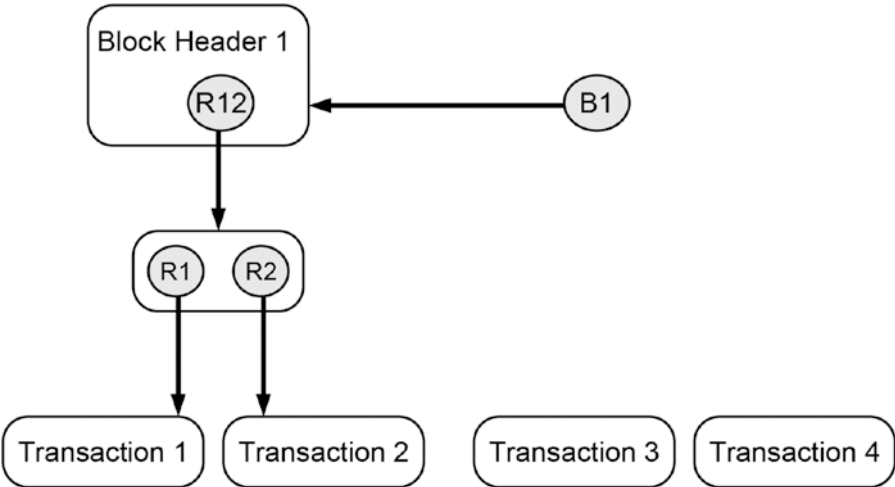 Block Header 1
R12
B1
R1
R2
Transaction 1
Transaction 2
Transaction 3
Transaction 4